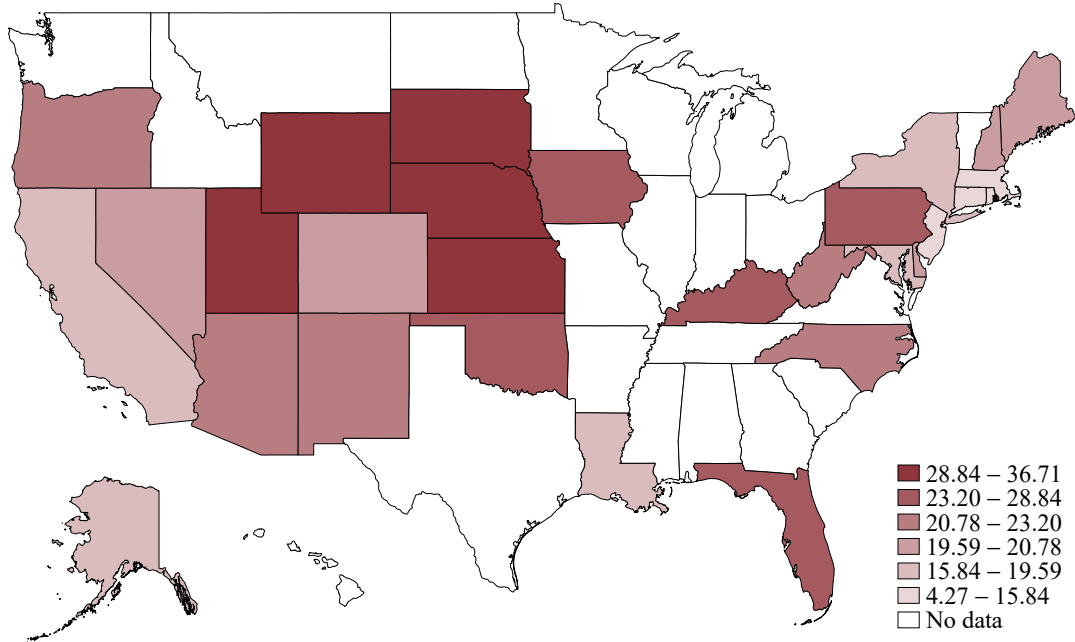 28.84 – 36.71
23.20 – 28.84
20.78 – 23.20
19.59 – 20.78
15.84 – 19.59
4.27 – 15.84
No data